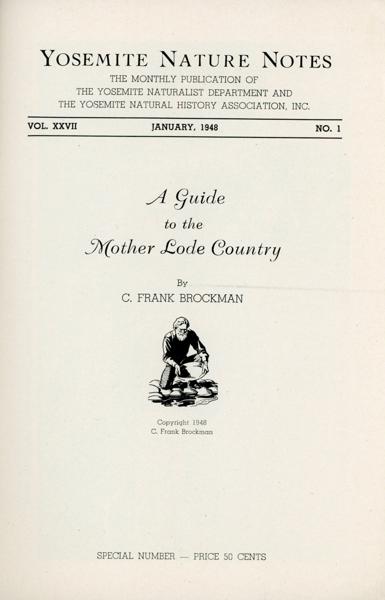 YOSEMITE NATURE NOTES
THE MONTHLY PUBLICATION OF
THE YOSEMITE NATURALIST DEPARTMENT AND
THE YOSEMITE NATURAL HISTORY ASSOCIATION, INC.
VOL. XXVII JANUARY, 1948 NO. 1
A Guide
to the
Mother Lode Country
By
C. FRANK BROCKMAN
Copyright 1948
C. Frank Brockman
SPECIAL NUMBER — PRICE 50 CENTS